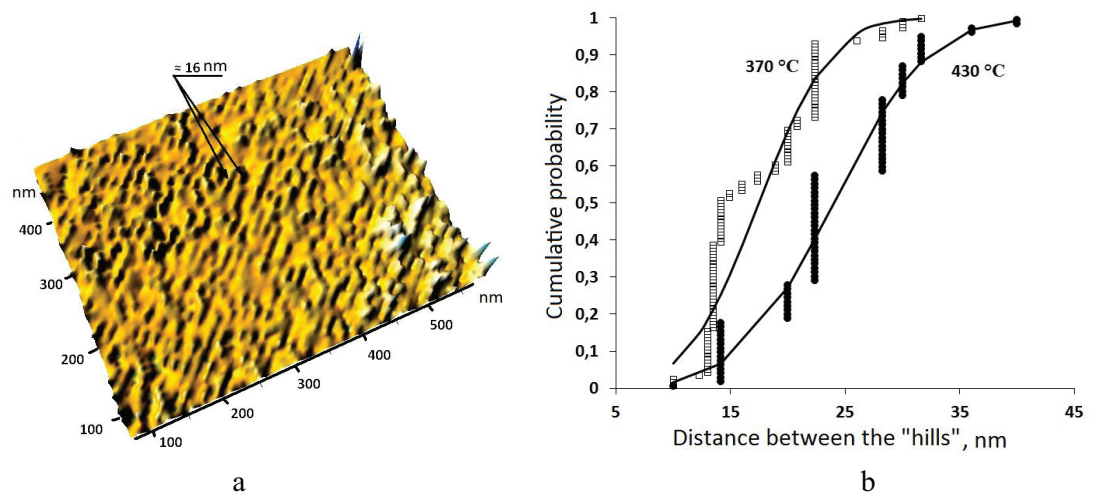 ≈ 16 nm
nm
400
300
200
100
100
200
300
400
500
nm
a
Cumulative probability
1
0,9
0,8
0,7
0,6
0,5
0,4
0,3
0,2
0,1
0
370 °C
430 °C
5 15 25 35 45
Distance between the "hills", nm
b